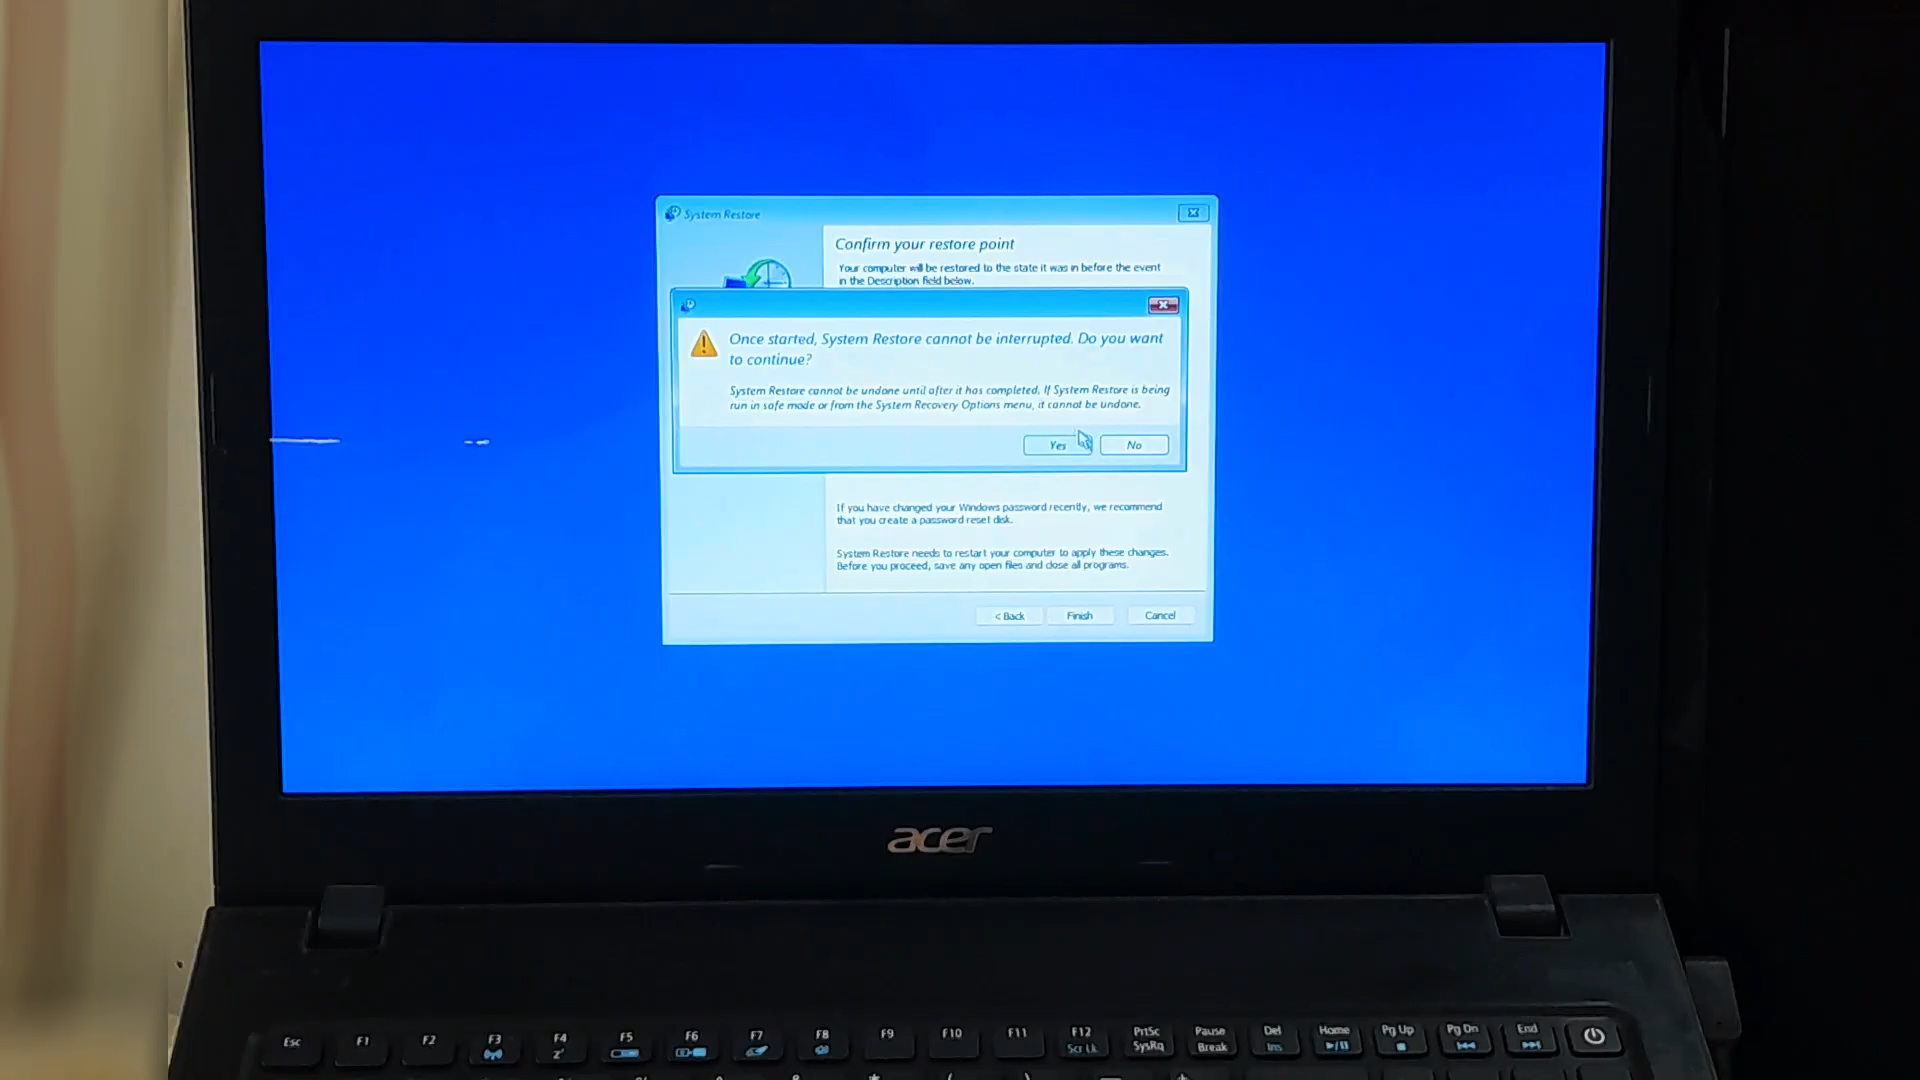 System Restore
Confirm your restore point
Your computer will be restored to the state it was in before the event
in the Description field below.
Once started, System Restore cannot be interrupted. Do you want
to continue?
System Restore cannot be undone until after it has completed. If System Restore is being
run in safe mode or from the System Recovery Options menu, it cannot be undone.
Yes
No
If you have changed your Windows password recently, we recommend
that you create a password reset disk.
System Restore needs to restart your computer to apply these changes.
Before you proceed, save any open files and close all programs.
< Back
Finish
Cancel
acer
Esc F1 F2 F3 F4 F5 F6 F7 F8 F9 F10 F11 F12 PrtSc Pause Del Home Pg Up Pg Dn End
zᶻ Scr Lk SysRq Break Ins